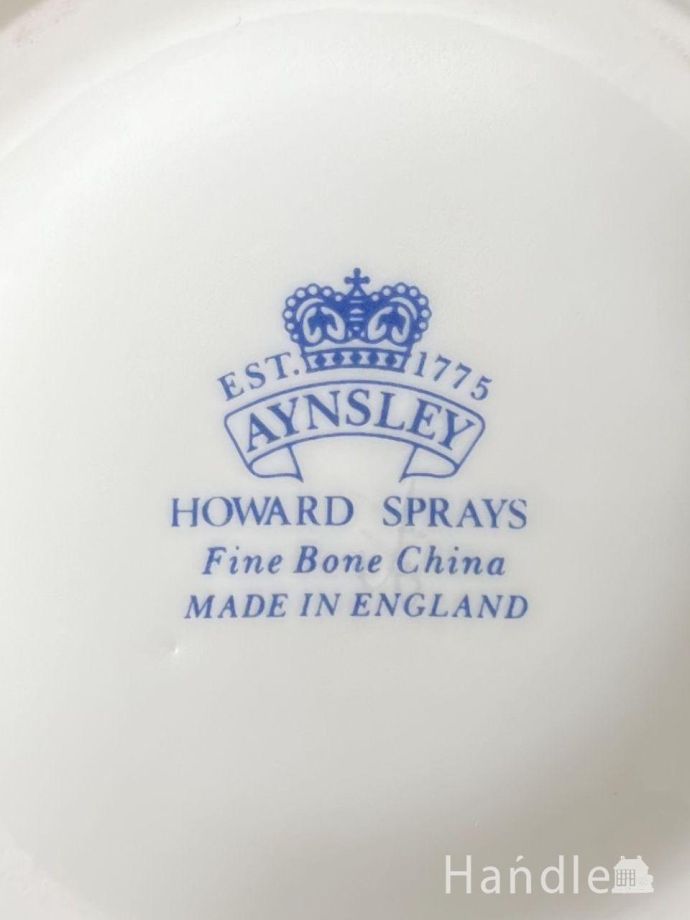 EST. 1775
AYNSLEY
HOWARD SPRAYS
Fine Bone China
MADE IN ENGLAND
Handle